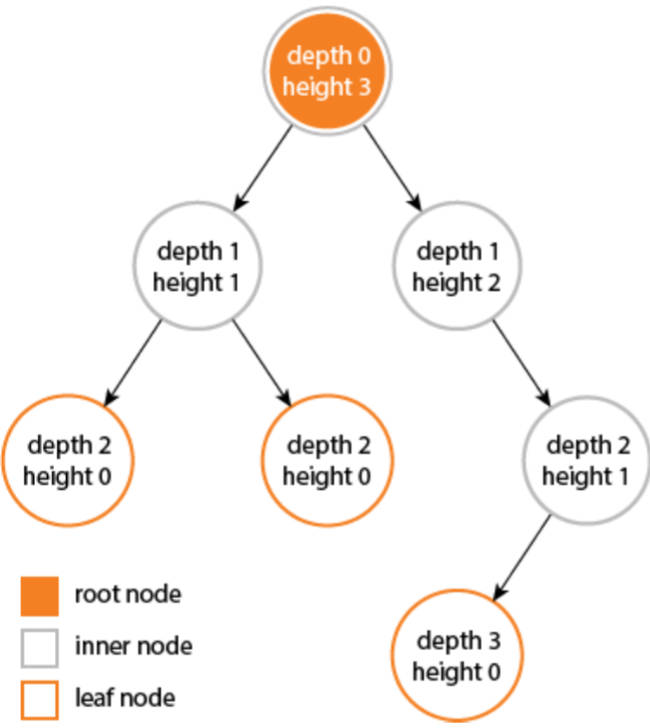 depth 0
height 3
depth 1
height 1
depth 1
height 2
depth 2
height 0
depth 2
height 0
depth 2
height 1
depth 3
height 0
root node
inner node
leaf node